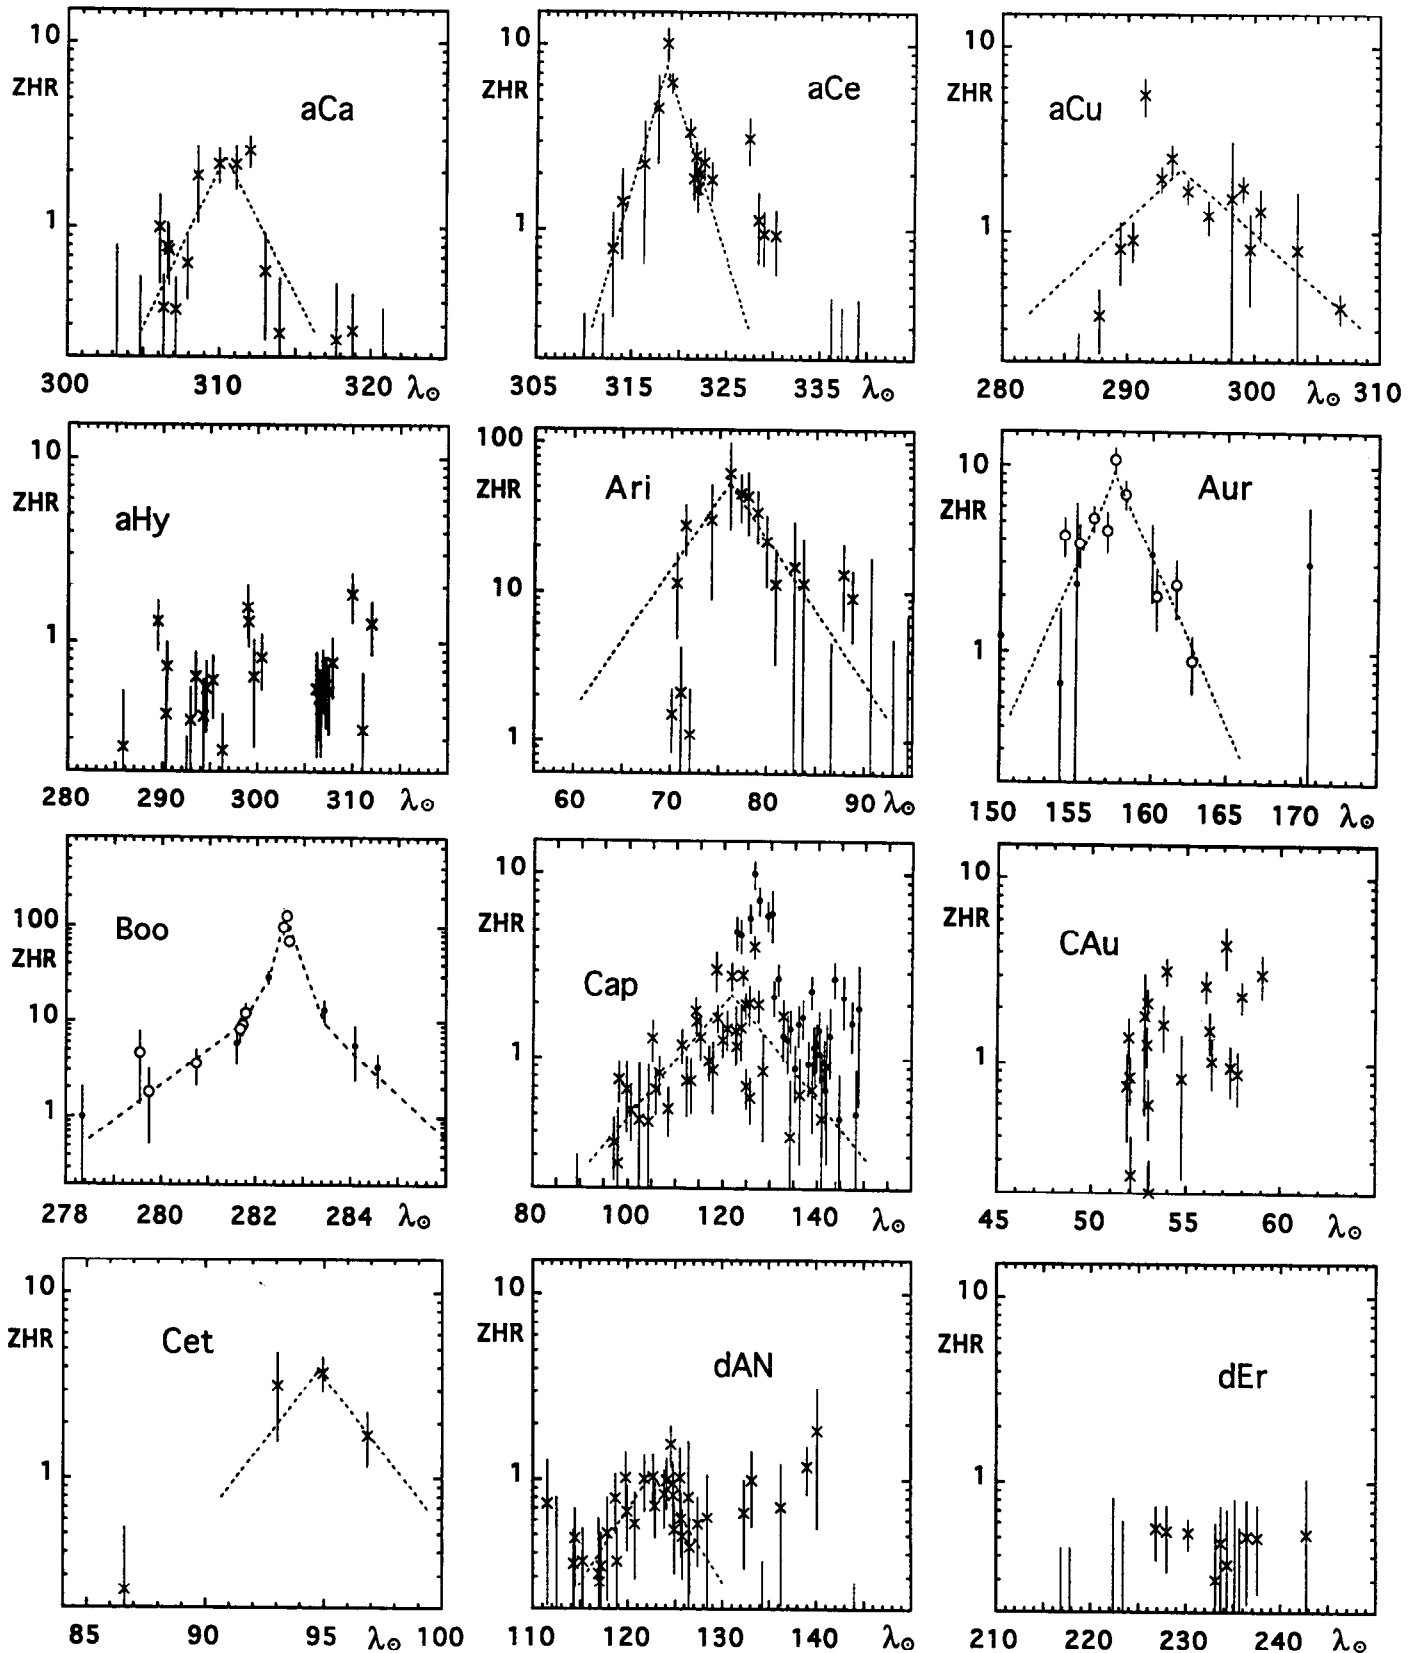 10
ZHR
1
aCa
300 310 320 λ⊙
10
ZHR
1
aCe
305 315 325 335 λ⊙
10
ZHR
1
aCu
280 290 λ⊙ 300 310
10
ZHR
1
aHy
280 290 300 310 λ⊙
100
ZHR
10
1
Ari
60 70 80 90 λ⊙
10
ZHR
1
Aur
150 155 160 165 170 λ⊙
100
ZHR
10
1
Boo
278 280 282 284 λ⊙
10
ZHR
1
Cap
80 100 120 140 λ⊙
10
ZHR
1
CAu
45 50 55 60 λ⊙
10
ZHR
1
Cet
85 90 95 λ⊙ 100
10
ZHR
1
dAN
110 120 130 140 λ⊙
10
ZHR
1
dEr
210 220 230 240 λ⊙